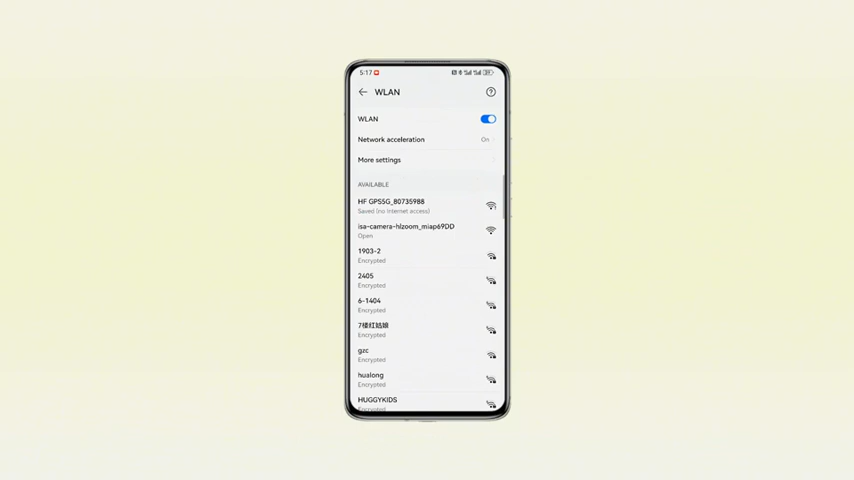 5:17
WLAN
WLAN
Network acceleration
On
More settings
AVAILABLE
HF GPS5G_80735988
Saved (no Internet access)
isa-camera-hlzoom_miap69DD
Open
1903-2
Encrypted
2405
Encrypted
6-1404
Encrypted
7楼红姑娘
Encrypted
gzc
Encrypted
hualong
Encrypted
HUGGYKIDS
Encrypted